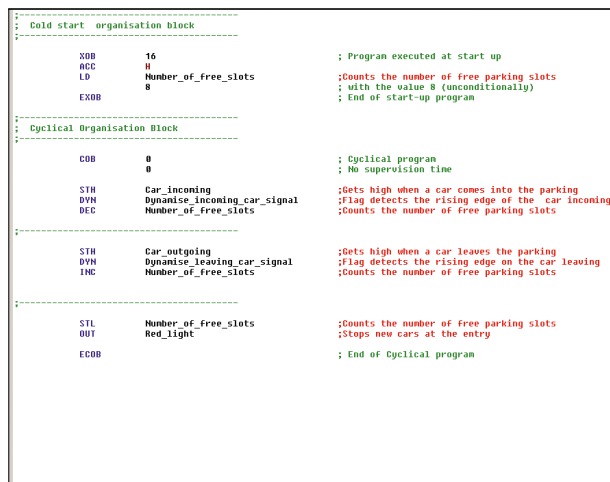 ;----------------------------------------
; Cold start organisation block
;----------------------------------------
XOB 16 ; Program executed at start up
ACC H
LD Number_of_free_slots ;Counts the number of free parking slots
8 ; with the value 8 (unconditionally)
EXOB ; End of start-up program
;----------------------------------------
; Cyclical Organisation Block
;----------------------------------------
COB 0 ; Cyclical program
0 ; No supervision time
STH Car_incoming ;Gets high when a car comes into the parking
DYN Dynamise_incoming_car_signal ;Flag detects the rising edge of the car incoming
DEC Number_of_free_slots ;Counts the number of free parking slots
;----------------------------------------
STH Car_outgoing ;Gets high when a car leaves the parking
DYN Dynamise_leaving_car_signal ;Flag detects the rising edge on the car leaving
INC Number_of_free_slots ;Counts the number of free parking slots
;----------------------------------------
STL Number_of_free_slots ;Counts the number of free parking slots
OUT Red_light ;Stops new cars at the entry
ECOB ; End of Cyclical program